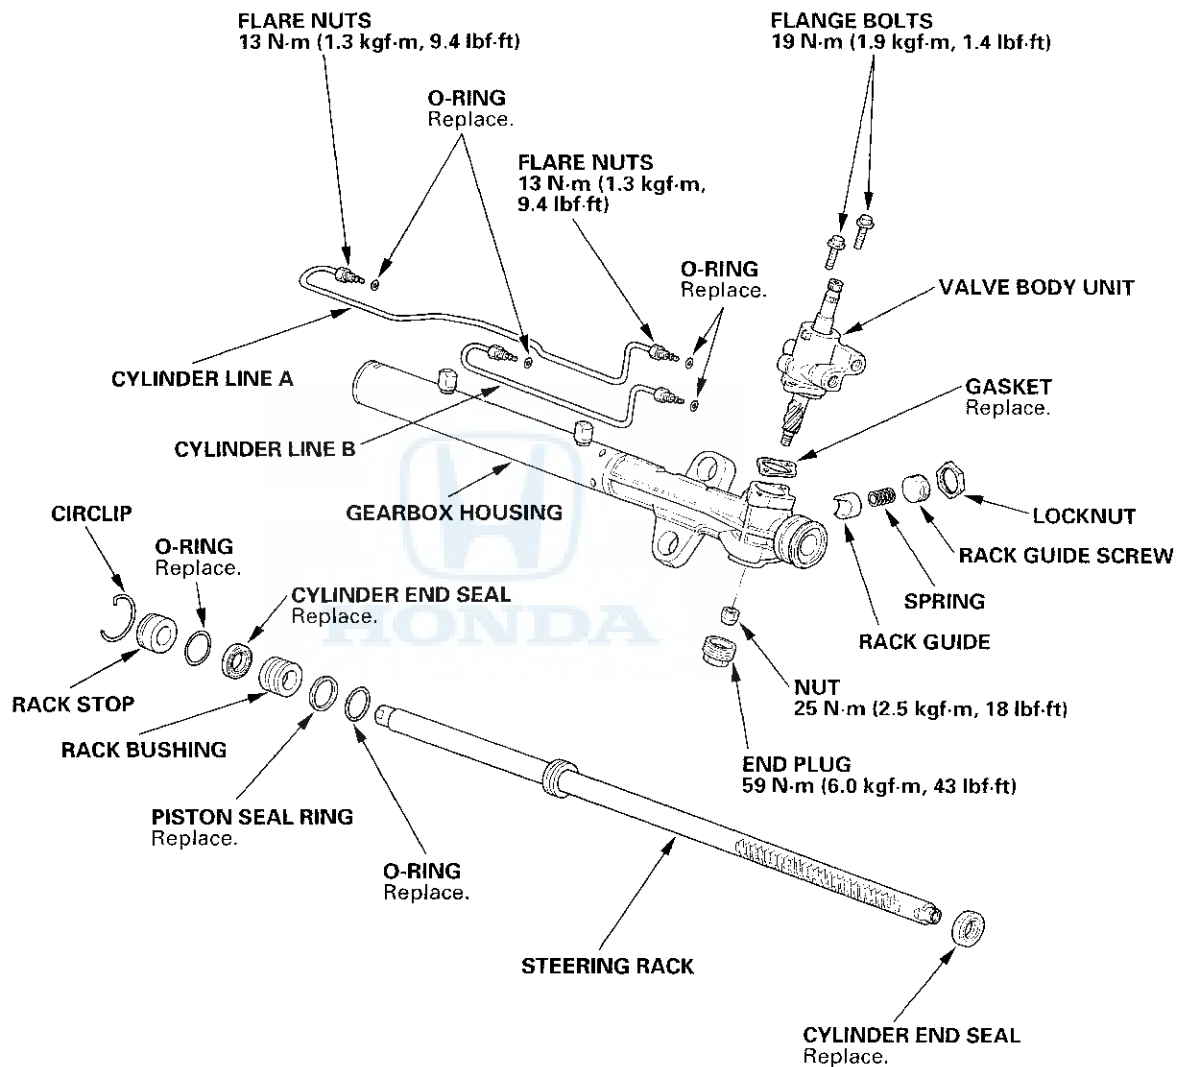 FLARE NUTS
13 N·m (1.3 kgf·m, 9.4 lbf·ft)
FLANGE BOLTS
19 N·m (1.9 kgf·m, 1.4 lbf·ft)
O-RING
Replace.
FLARE NUTS
13 N·m (1.3 kgf·m,
9.4 lbf·ft)
O-RING
Replace.
VALVE BODY UNIT
CYLINDER LINE A
GASKET
Replace.
CYLINDER LINE B
GEARBOX HOUSING
LOCKNUT
CIRCLIP
O-RING
Replace.
RACK GUIDE SCREW
CYLINDER END SEAL
Replace.
SPRING
HONDA
RACK GUIDE
RACK STOP
NUT
25 N·m (2.5 kgf·m, 18 lbf·ft)
RACK BUSHING
END PLUG
59 N·m (6.0 kgf·m, 43 lbf·ft)
PISTON SEAL RING
Replace.
O-RING
Replace.
STEERING RACK
CYLINDER END SEAL
Replace.